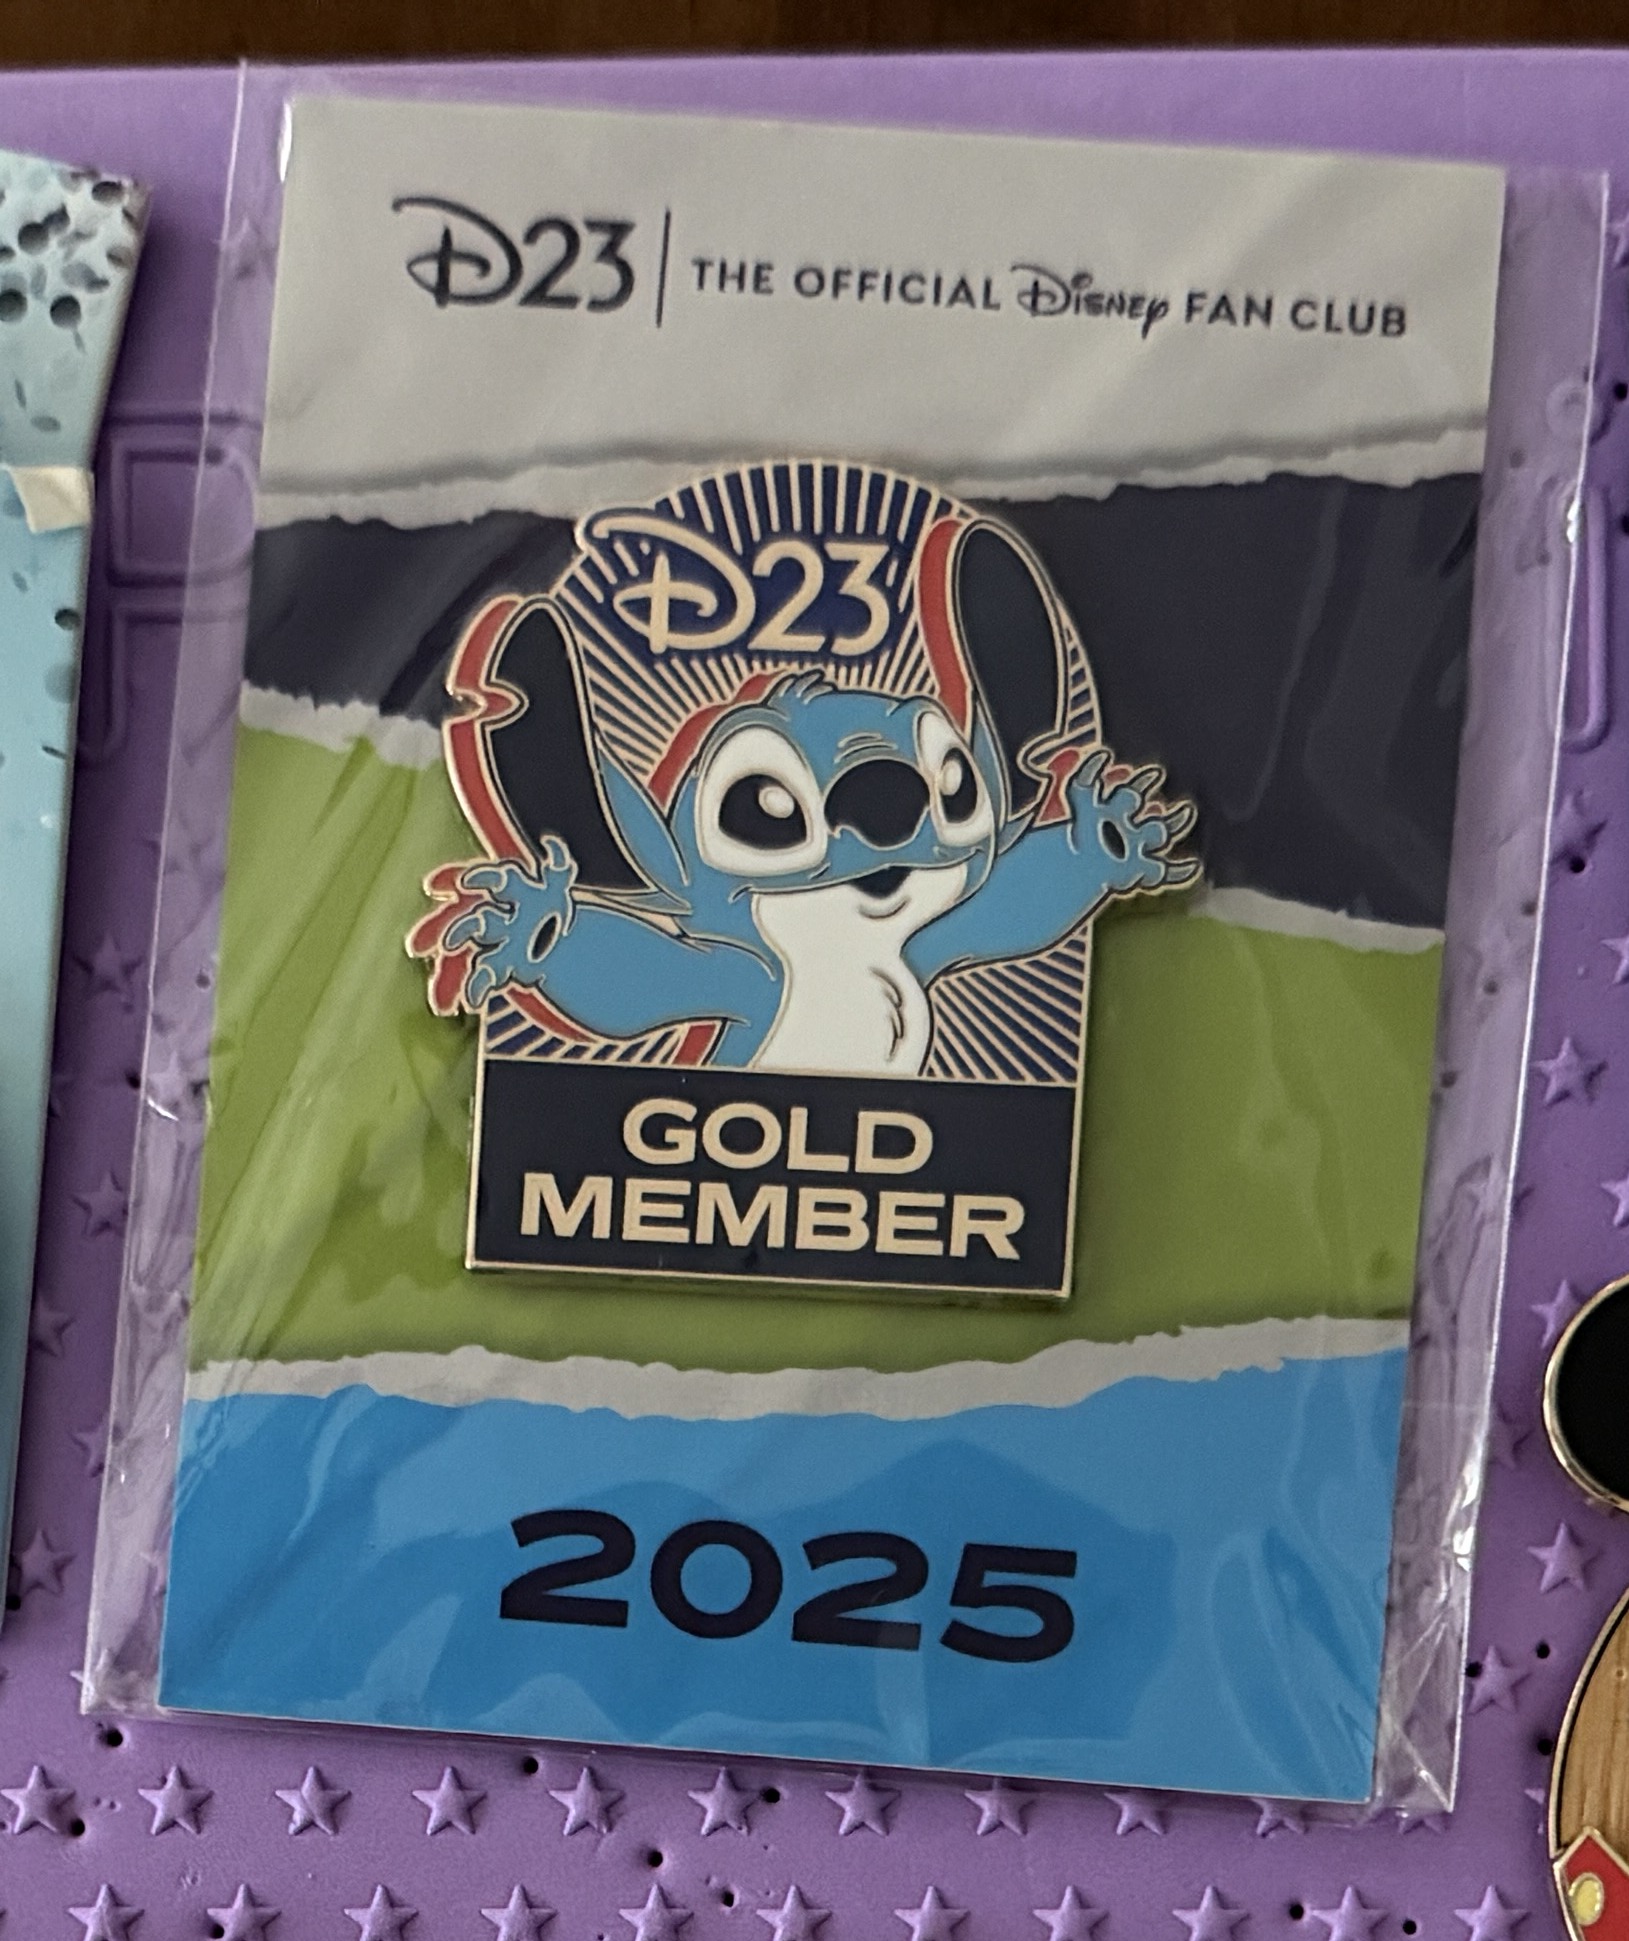 D23 | THE OFFICIAL Disney FAN CLUB
D23
GOLD
MEMBER
2025